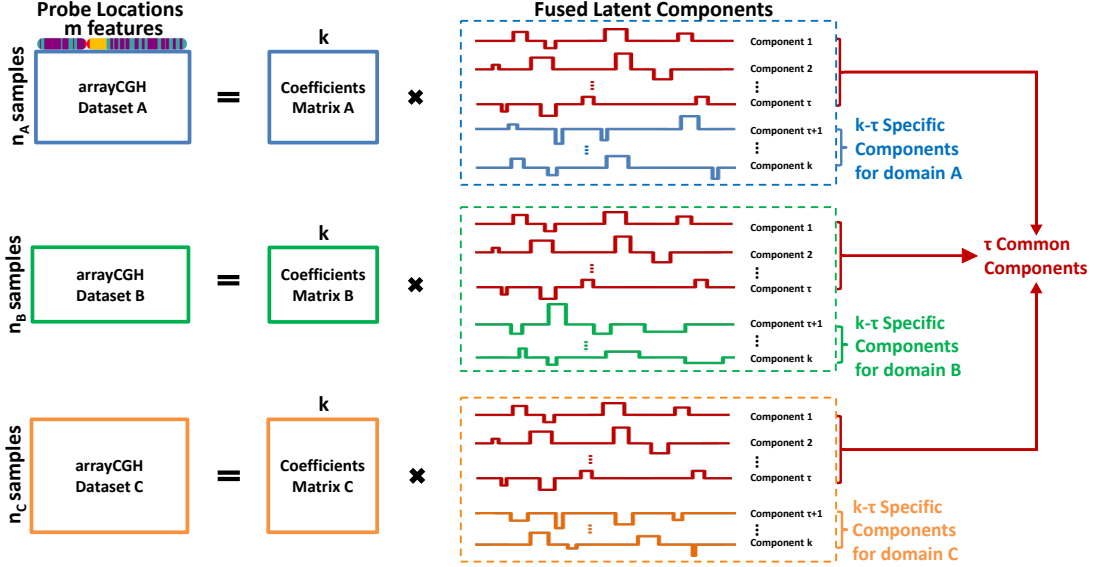 Probe Locations
m features
Fused Latent Components
n_A samples
arrayCGH
Dataset A
=
k
Coefficients
Matrix A
×
Component 1
Component 2
Component τ
Component τ+1
Component k
k-τ Specific
Components
for domain A
n_B samples
arrayCGH
Dataset B
=
k
Coefficients
Matrix B
×
Component 1
Component 2
Component τ
Component τ+1
Component k
k-τ Specific
Components
for domain B
τ Common
Components
n_C samples
arrayCGH
Dataset C
=
k
Coefficients
Matrix C
×
Component 1
Component 2
Component τ
Component τ+1
Component k
k-τ Specific
Components
for domain C